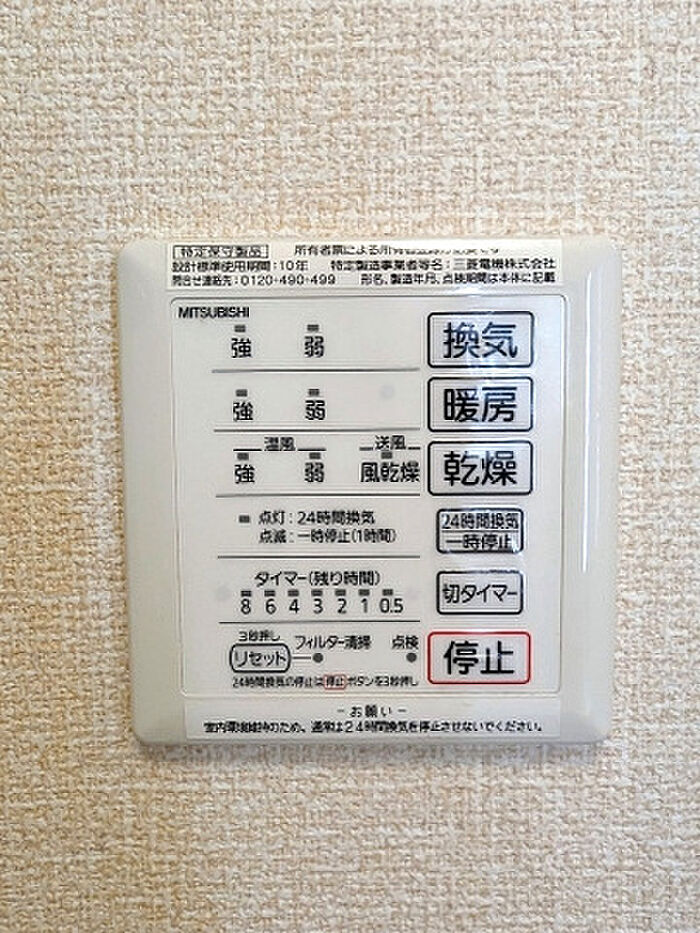 特定保守製品 所有者票による所有者登録が必要です
設計標準使用期間:10年 特定製造事業者等名:三菱電機株式会社
問合せ連絡先:0120-490-499 形名、製造年月、点検期間は本体に記載
MITSUBISHI
強 弱 換気
強 弱 暖房
温風 送風
強 弱 風乾燥 乾燥
点灯:24時間換気
点滅:一時停止(1時間)
24時間換気
一時停止
タイマー(残り時間)
8 6 4 3 2 1 0.5
切タイマー
3秒押し
リセット フィルター清掃 点検
停止
24時間換気の停止は停止ボタンを3秒押し
-お願い-
室内環境維持のため、通常は24時間換気を停止させないでください。